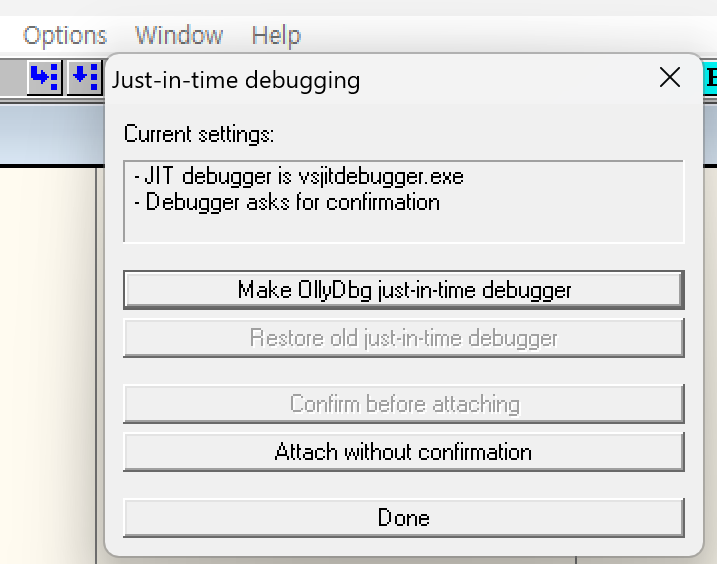 Options Window Help
Just-in-time debugging
Current settings:
- JIT debugger is vsjitdebugger.exe
- Debugger asks for confirmation
Make OllyDbg just-in-time debugger
Restore old just-in-time debugger
Confirm before attaching
Attach without confirmation
Done